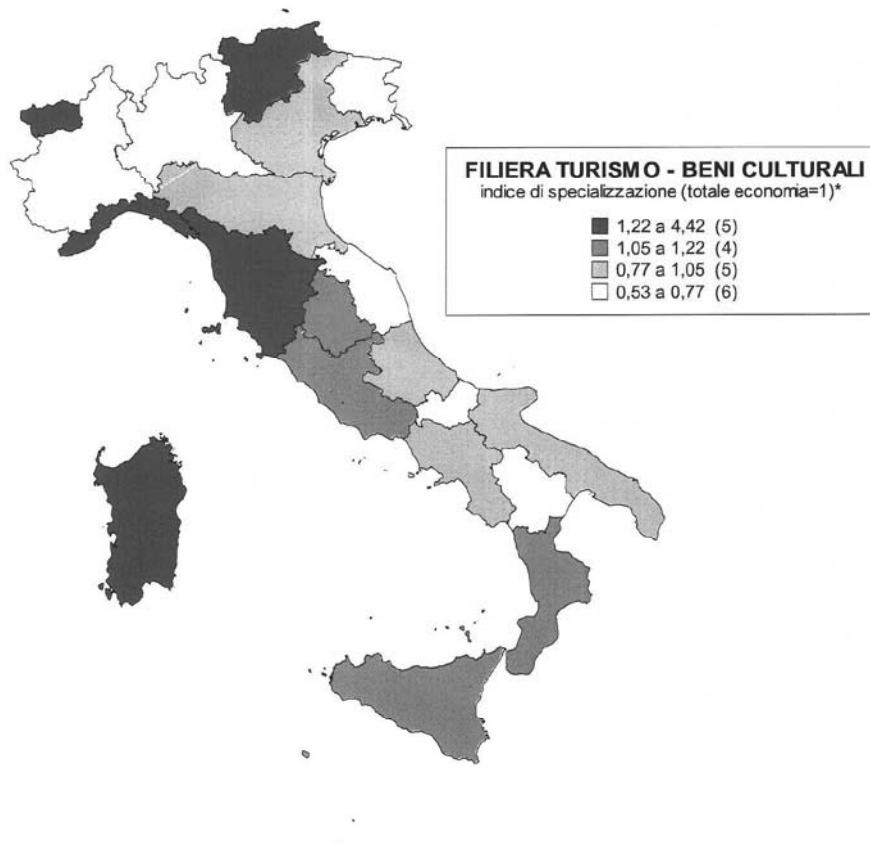 FILIERA TURISMO - BENI CULTURALI
indice di specializzazione (totale economia=1)*
1,22 a 4,42 (5)
1,05 a 1,22 (4)
0,77 a 1,05 (5)
0,53 a 0,77 (6)